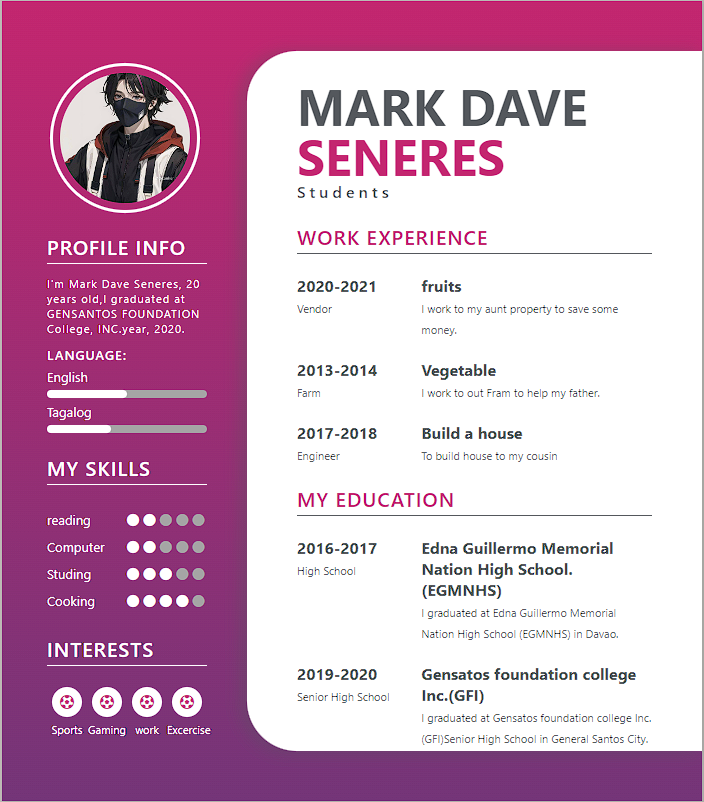 PROFILE INFO
I'm Mark Dave Seneres, 20
years old,I graduated at
GENSANTOS FOUNDATION
College, INC.year, 2020.
LANGUAGE:
English
Tagalog
MY SKILLS
reading
Computer
Studing
Cooking
INTERESTS
Sports Gaming work Excercise
MARK DAVE
SENERES
Students
WORK EXPERIENCE
2020-2021 fruits
Vendor I work to my aunt property to save some
money.
2013-2014 Vegetable
Farm I work to out Fram to help my father.
2017-2018 Build a house
Engineer To build house to my cousin
MY EDUCATION
2016-2017 Edna Guillermo Memorial
High School Nation High School.
(EGMNHS)
I graduated at Edna Guillermo Memorial
Nation High School (EGMNHS) in Davao.
2019-2020 Gensatos foundation college
Senior High School Inc.(GFI)
I graduated at Gensatos foundation college Inc.
(GFI)Senior High School in General Santos City.